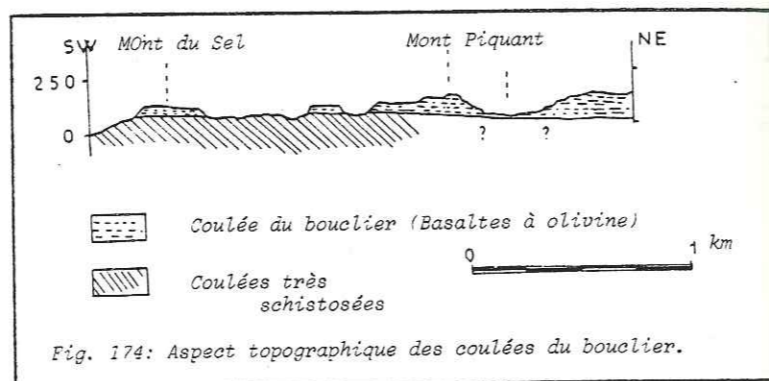 SW MOnt du Sel Mont Piquant NE
250
0
? ?
Coulée du bouclier (Basaltes à olivine)
0 1 km
Coulées très
schistosées
Fig. 174: Aspect topographique des coulées du bouclier.